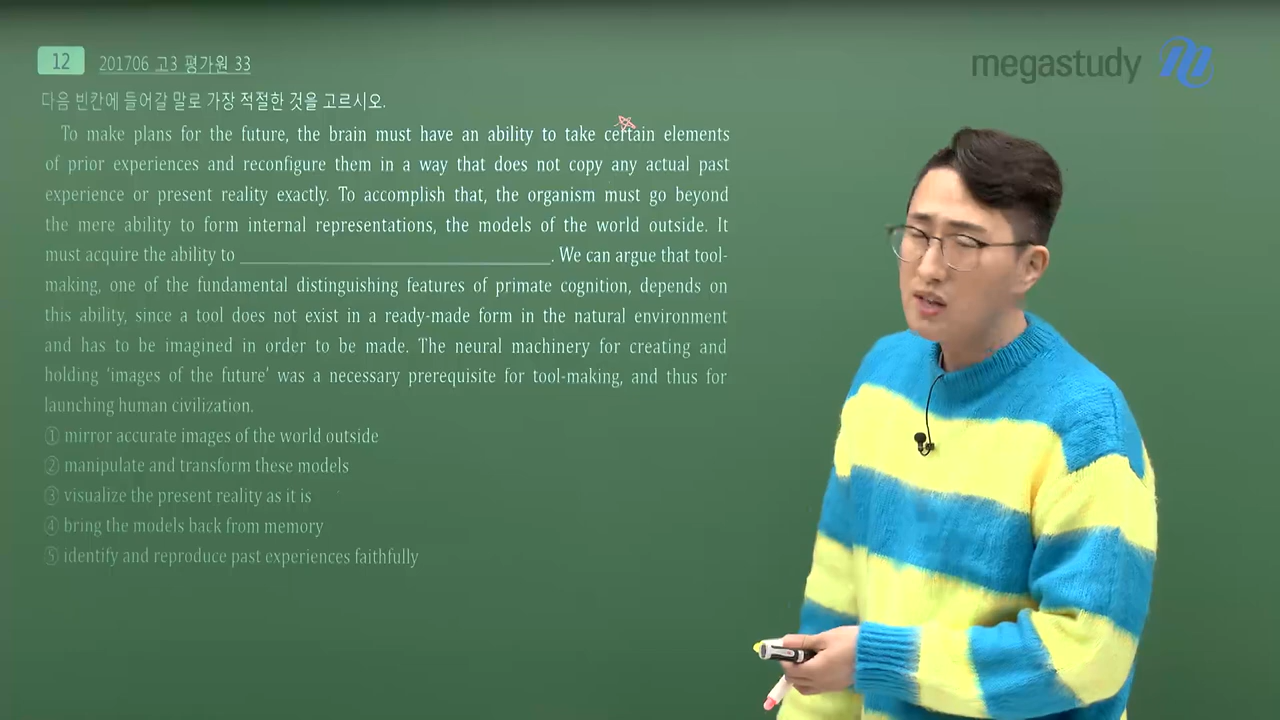 12 201706 고3 평가원 33
megastudy
다음 빈칸에 들어갈 말로 가장 적절한 것을 고르시오.
To make plans for the future, the brain must have an ability to take certain elements
of prior experiences and reconfigure them in a way that does not copy any actual past
experience or present reality exactly. To accomplish that, the organism must go beyond
the mere ability to form internal representations, the models of the world outside. It
must acquire the ability to ______________________________. We can argue that tool-
making, one of the fundamental distinguishing features of primate cognition, depends on
this ability, since a tool does not exist in a ready-made form in the natural environment
and has to be imagined in order to be made. The neural machinery for creating and
holding ‘images of the future’ was a necessary prerequisite for tool-making, and thus for
launching human civilization.
① mirror accurate images of the world outside
② manipulate and transform these models
③ visualize the present reality as it is
④ bring the models back from memory
⑤ identify and reproduce past experiences faithfully